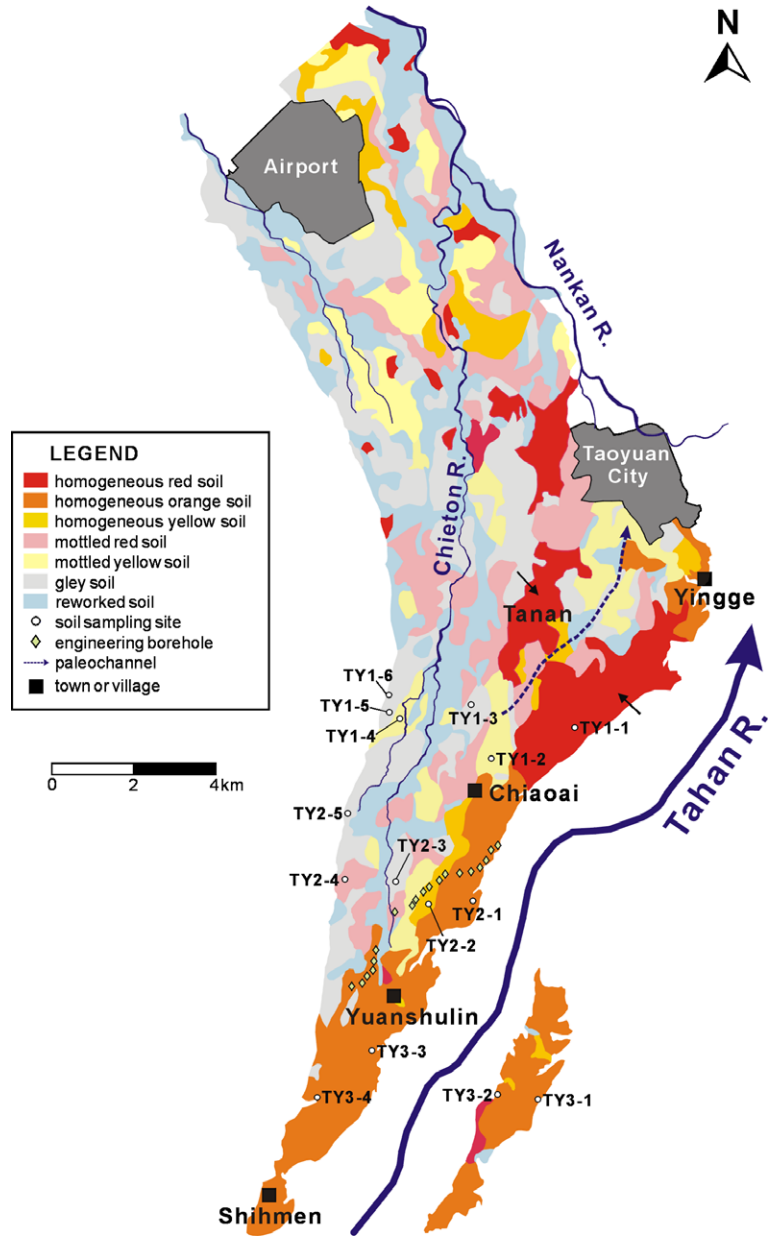 N
Airport
Nankan R.
Chieton R.
Taoyuan
City
LEGEND
homogeneous red soil
homogeneous orange soil
homogeneous yellow soil
mottled red soil
mottled yellow soil
gley soil
reworked soil
soil sampling site
engineering borehole
paleochannel
town or village
0 2 4km
Yingge
Tanan
TY1-6
TY1-5
TY1-4
TY1-3
TY1-1
TY1-2
Chiaoai
Tahan R.
TY2-5
TY2-3
TY2-4
TY2-1
TY2-2
Yuanshulin
TY3-3
TY3-4
TY3-2
TY3-1
Shihmen